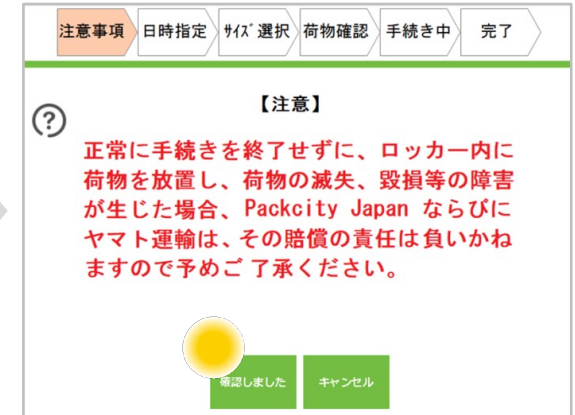 注意事項 日時指定 ｻｲｽﾞ選択 荷物確認 手続き中 完了
【注意】
?
正常に手続きを終了せずに、ロッカー内に
荷物を放置し、荷物の滅失、毀損等の障害
が生じた場合、Packcity Japan ならびに
ヤマト運輸は、その賠償の責任は負いかね
ますので予めご 了承ください。
確認しました キャンセル